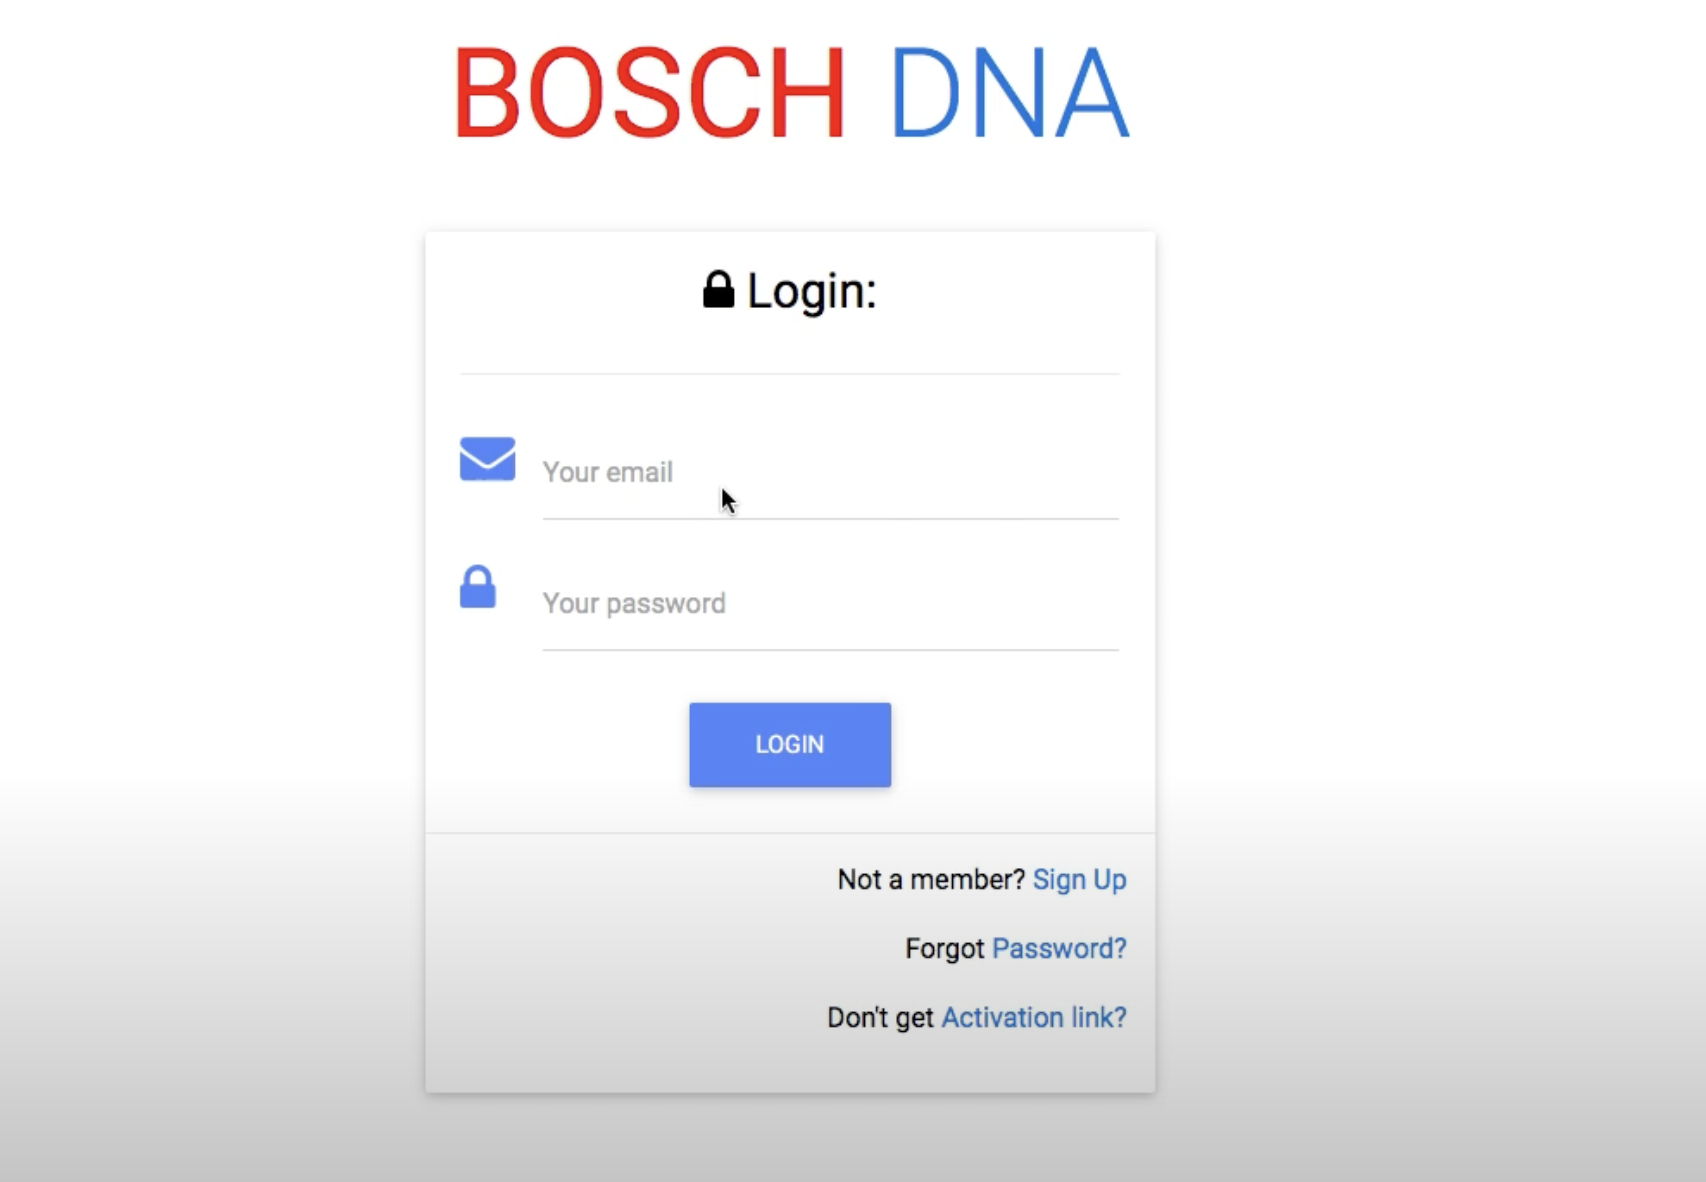 BOSCH DNA
Login:
Your email
Your password
LOGIN
Not a member? Sign Up
Forgot Password?
Don't get Activation link?